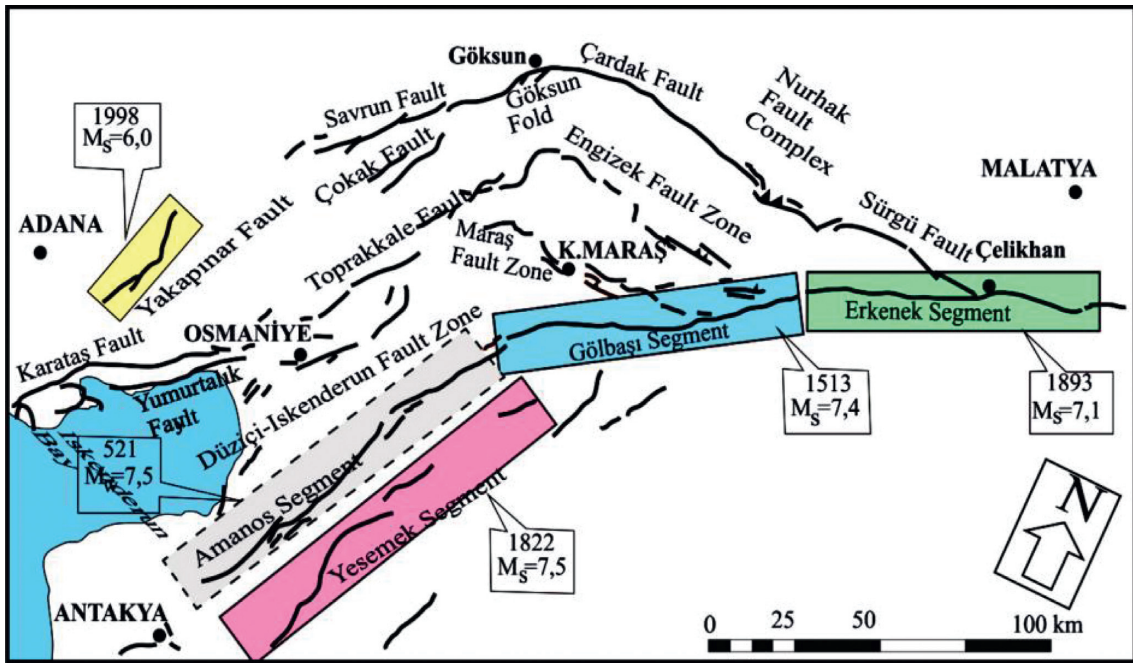 Göksun
Çardak Fault
Savrun Fault
Göksun
Fold
Nurhak
Fault
Complex
1998
Ms=6,0
Çokak Fault
Engizek Fault Zone
MALATYA
ADANA
Yakapınar Fault
Toprakkale Fault
Maraş
Fault Zone
K.MARAŞ
Sürgü Fault
Çelikhan
Karataş Fault
OSMANİYE
Düziçi-Iskenderun Fault Zone
Gölbaşı Segment
Erkenek Segment
Yumurtalık
Fault
Iskenderun
Bay
521
Ms=7,5
1513
Ms=7,4
1893
Ms=7,1
Amanos Segment
Yesemek Segment
1822
Ms=7,5
N
ANTAKYA
0 25 50 100 km